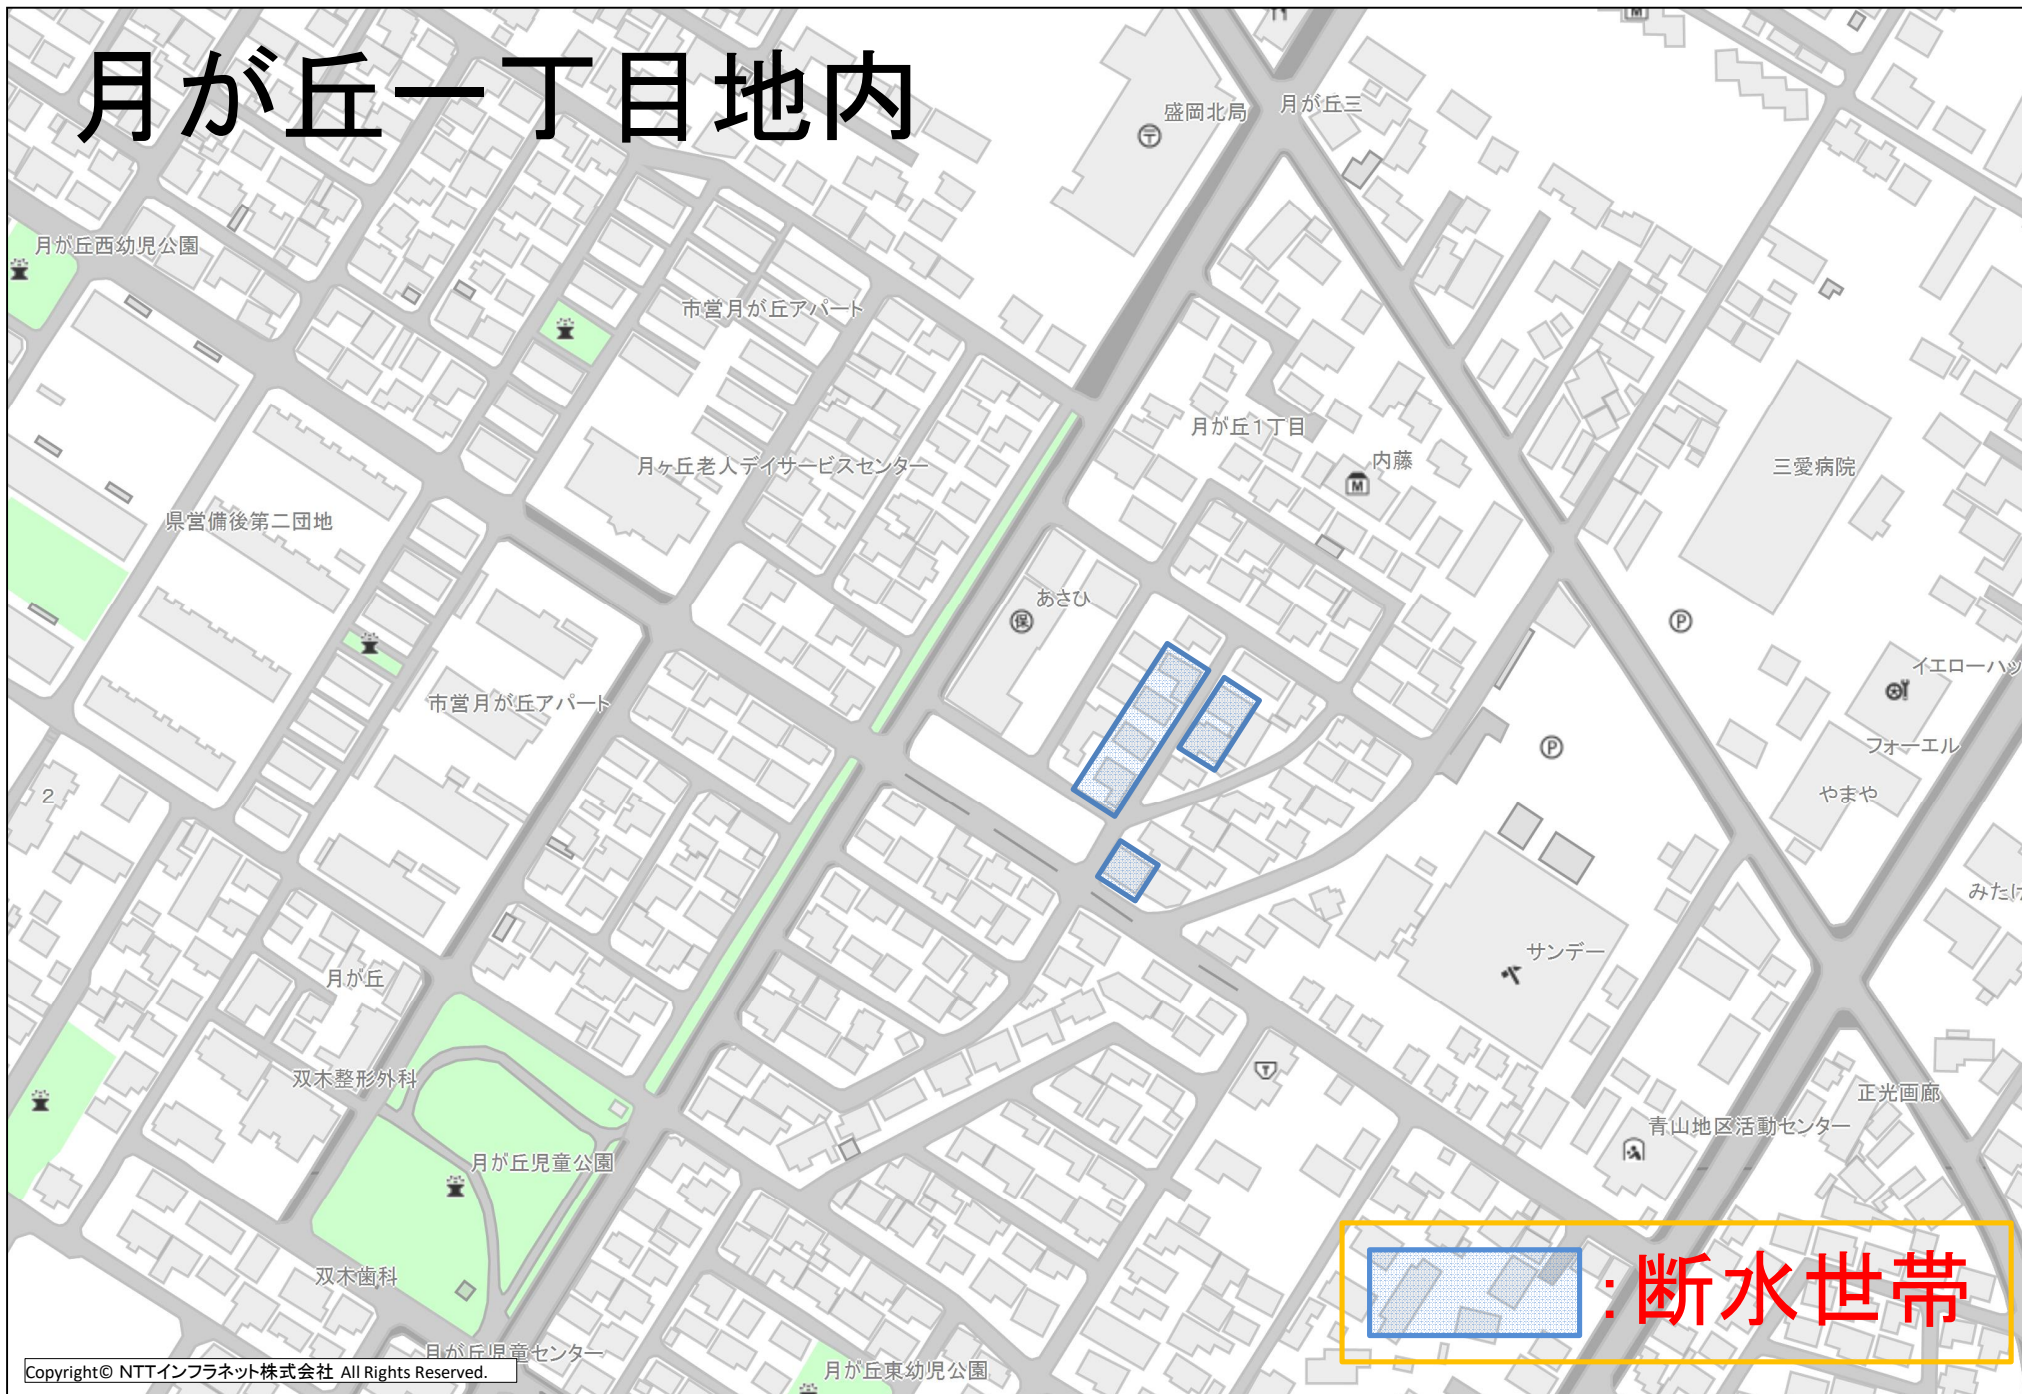 月が丘一丁目地内
盛岡北局
月が丘三
月が丘西幼児公園
市営月が丘アパート
月が丘1丁目
内藤
月ヶ丘老人デイサービスセンター
三愛病院
県営備後第二団地
あさひ
保
イエローハッ
市営月が丘アパート
フォーエル
やまや
2
みたけ
サンデー
月が丘
双木整形外科
正光画廊
青山地区活動センター
月が丘児童公園
双木歯科
:断水世帯
月が丘児童センター
月が丘東幼児公園
Copyright© NTTインフラネット株式会社 All Rights Reserved.